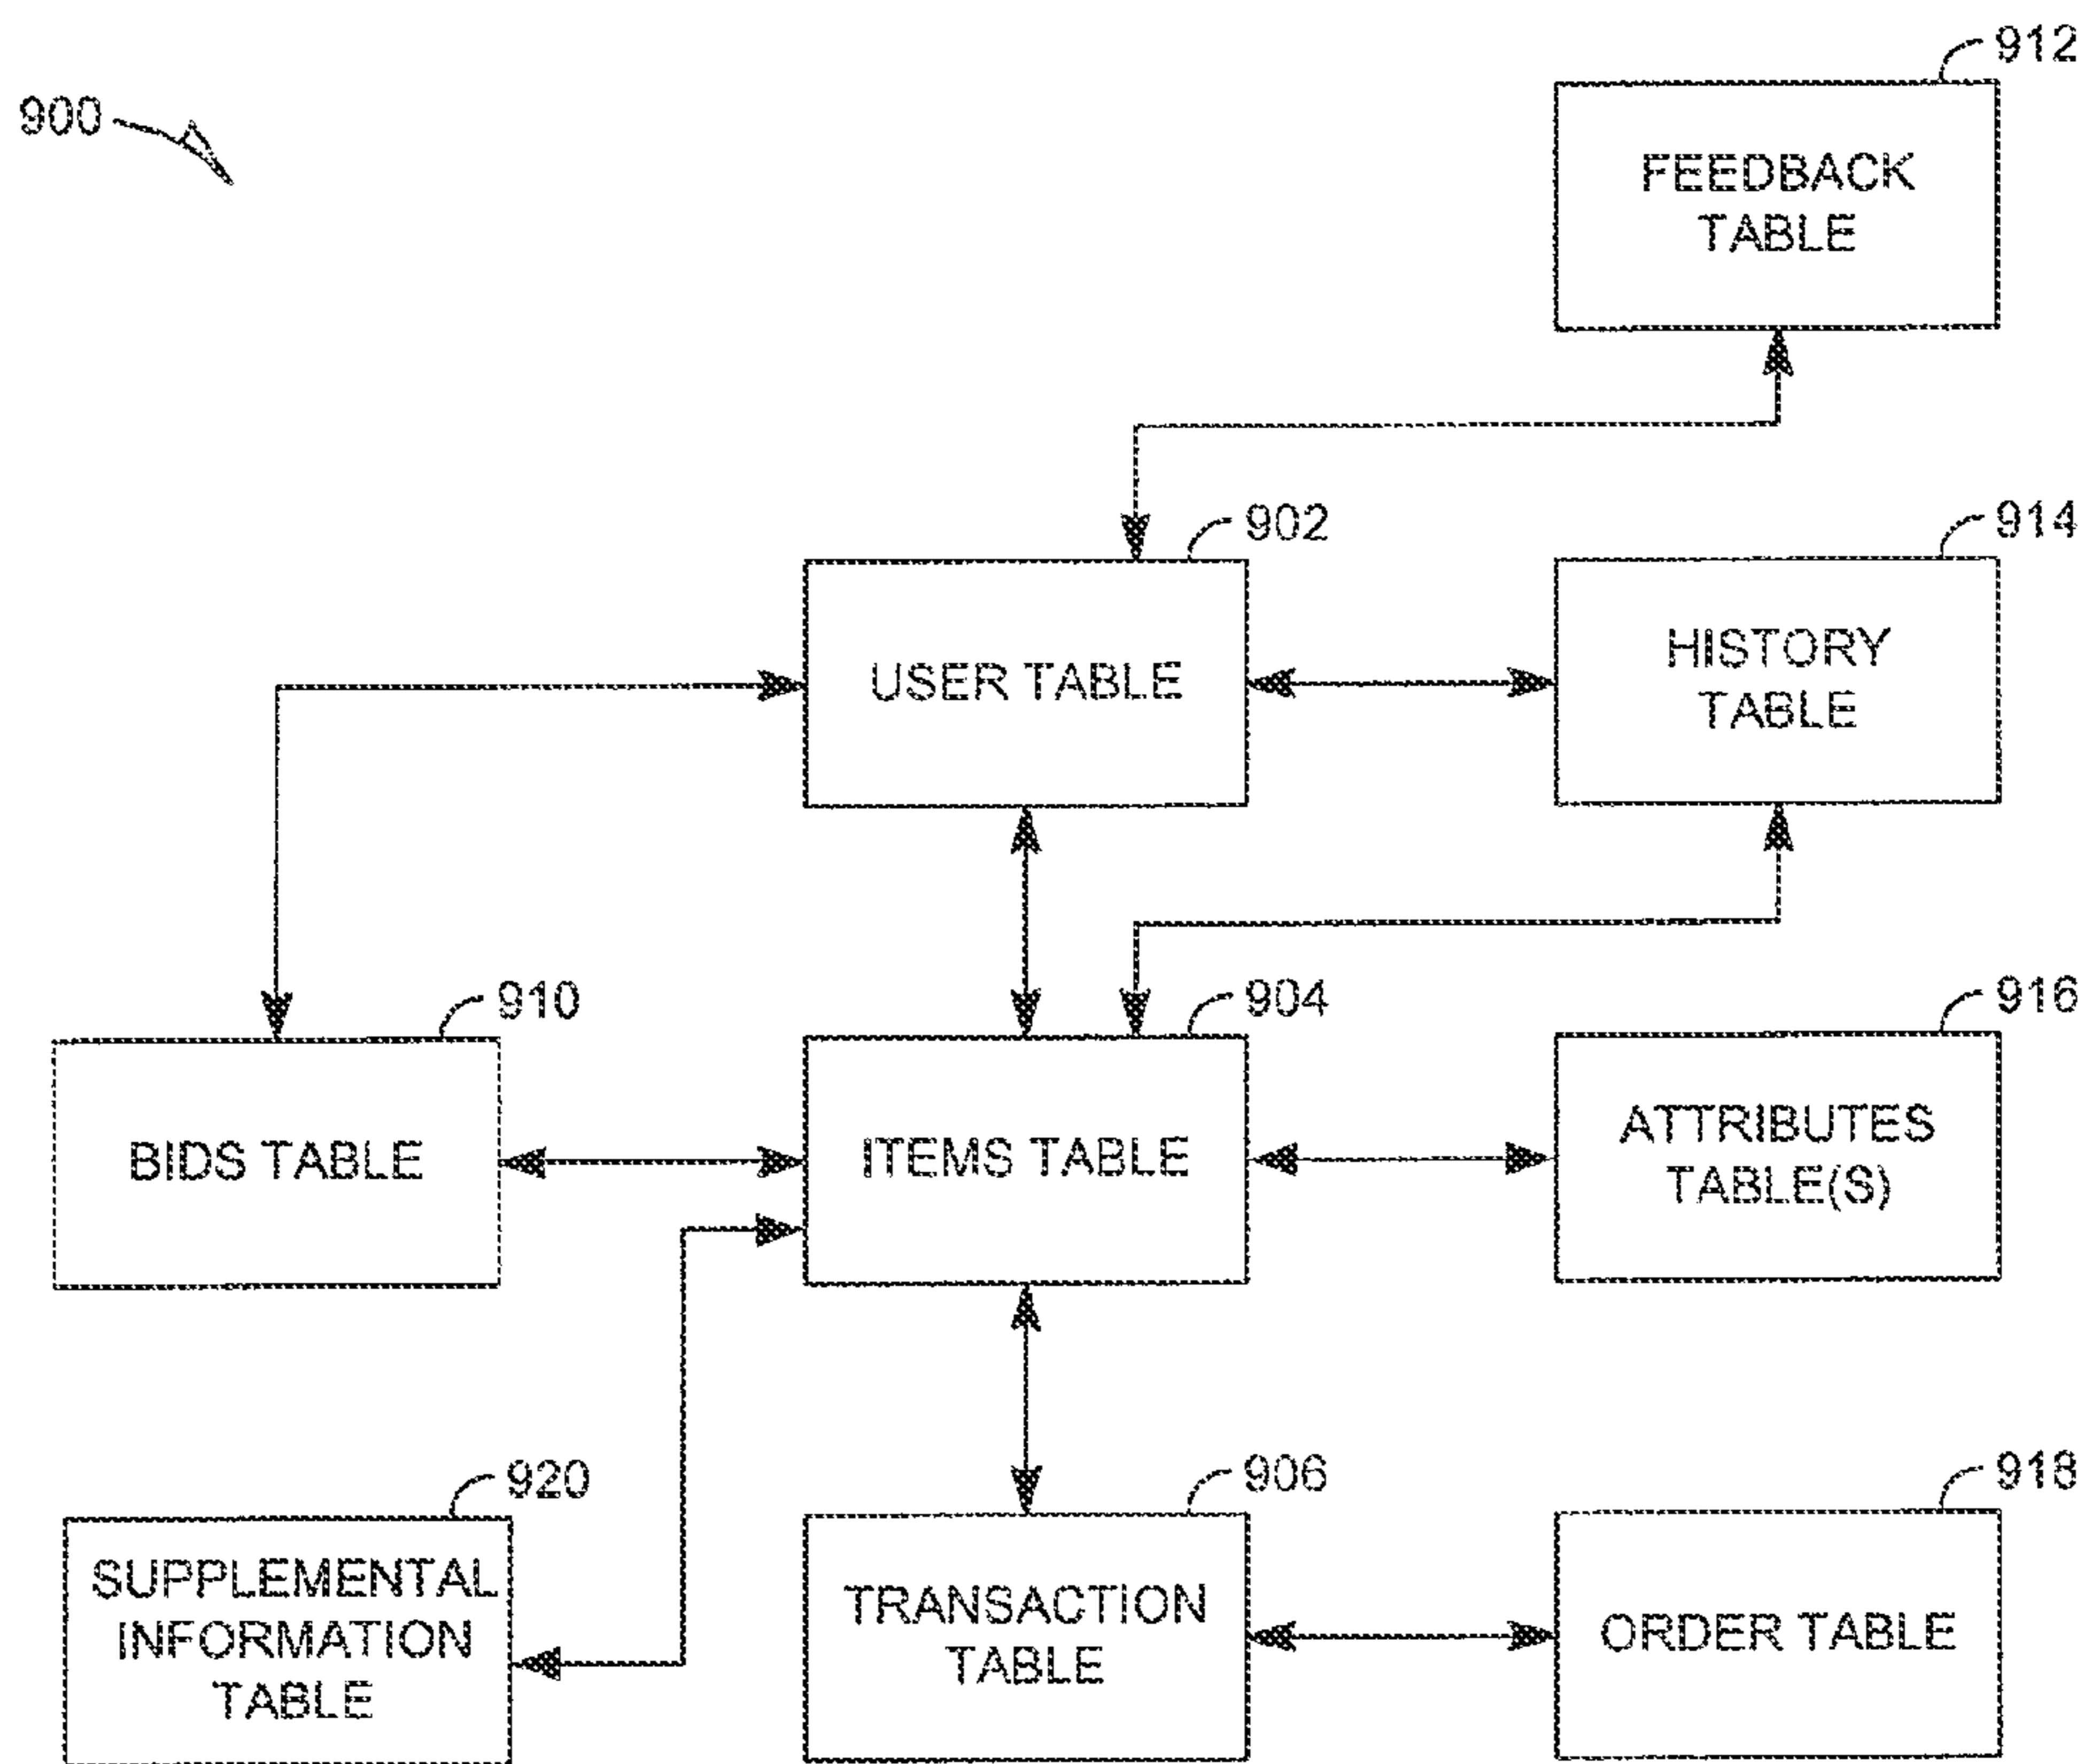 912
900
FEEDBACK
TABLE
902
914
USER TABLE
HISTORY
TABLE
910
904
916
BIDS TABLE
ITEMS TABLE
ATTRIBUTES
TABLE(S)
920
906
918
SUPPLEMENTAL
INFORMATION
TABLE
TRANSACTION
TABLE
ORDER TABLE